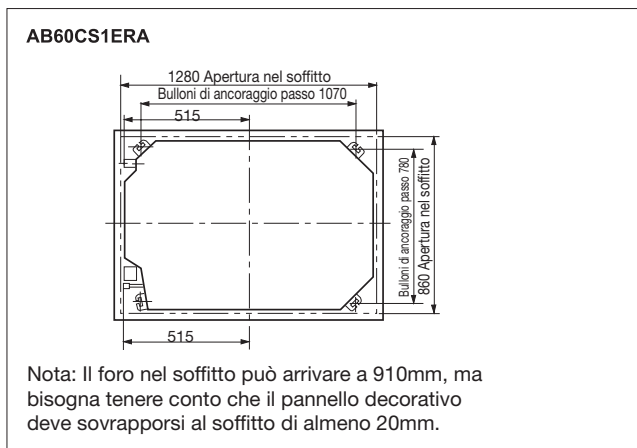 AB60CS1ERA
1280 Apertura nel soffitto
Bulloni di ancoraggio passo 1070
515
Bulloni di ancoraggio passo 780
860 Apertura nel soffitto
515
Nota: Il foro nel soffitto può arrivare a 910mm, ma
bisogna tenere conto che il pannello decorativo
deve sovrapporsi al soffitto di almeno 20mm.